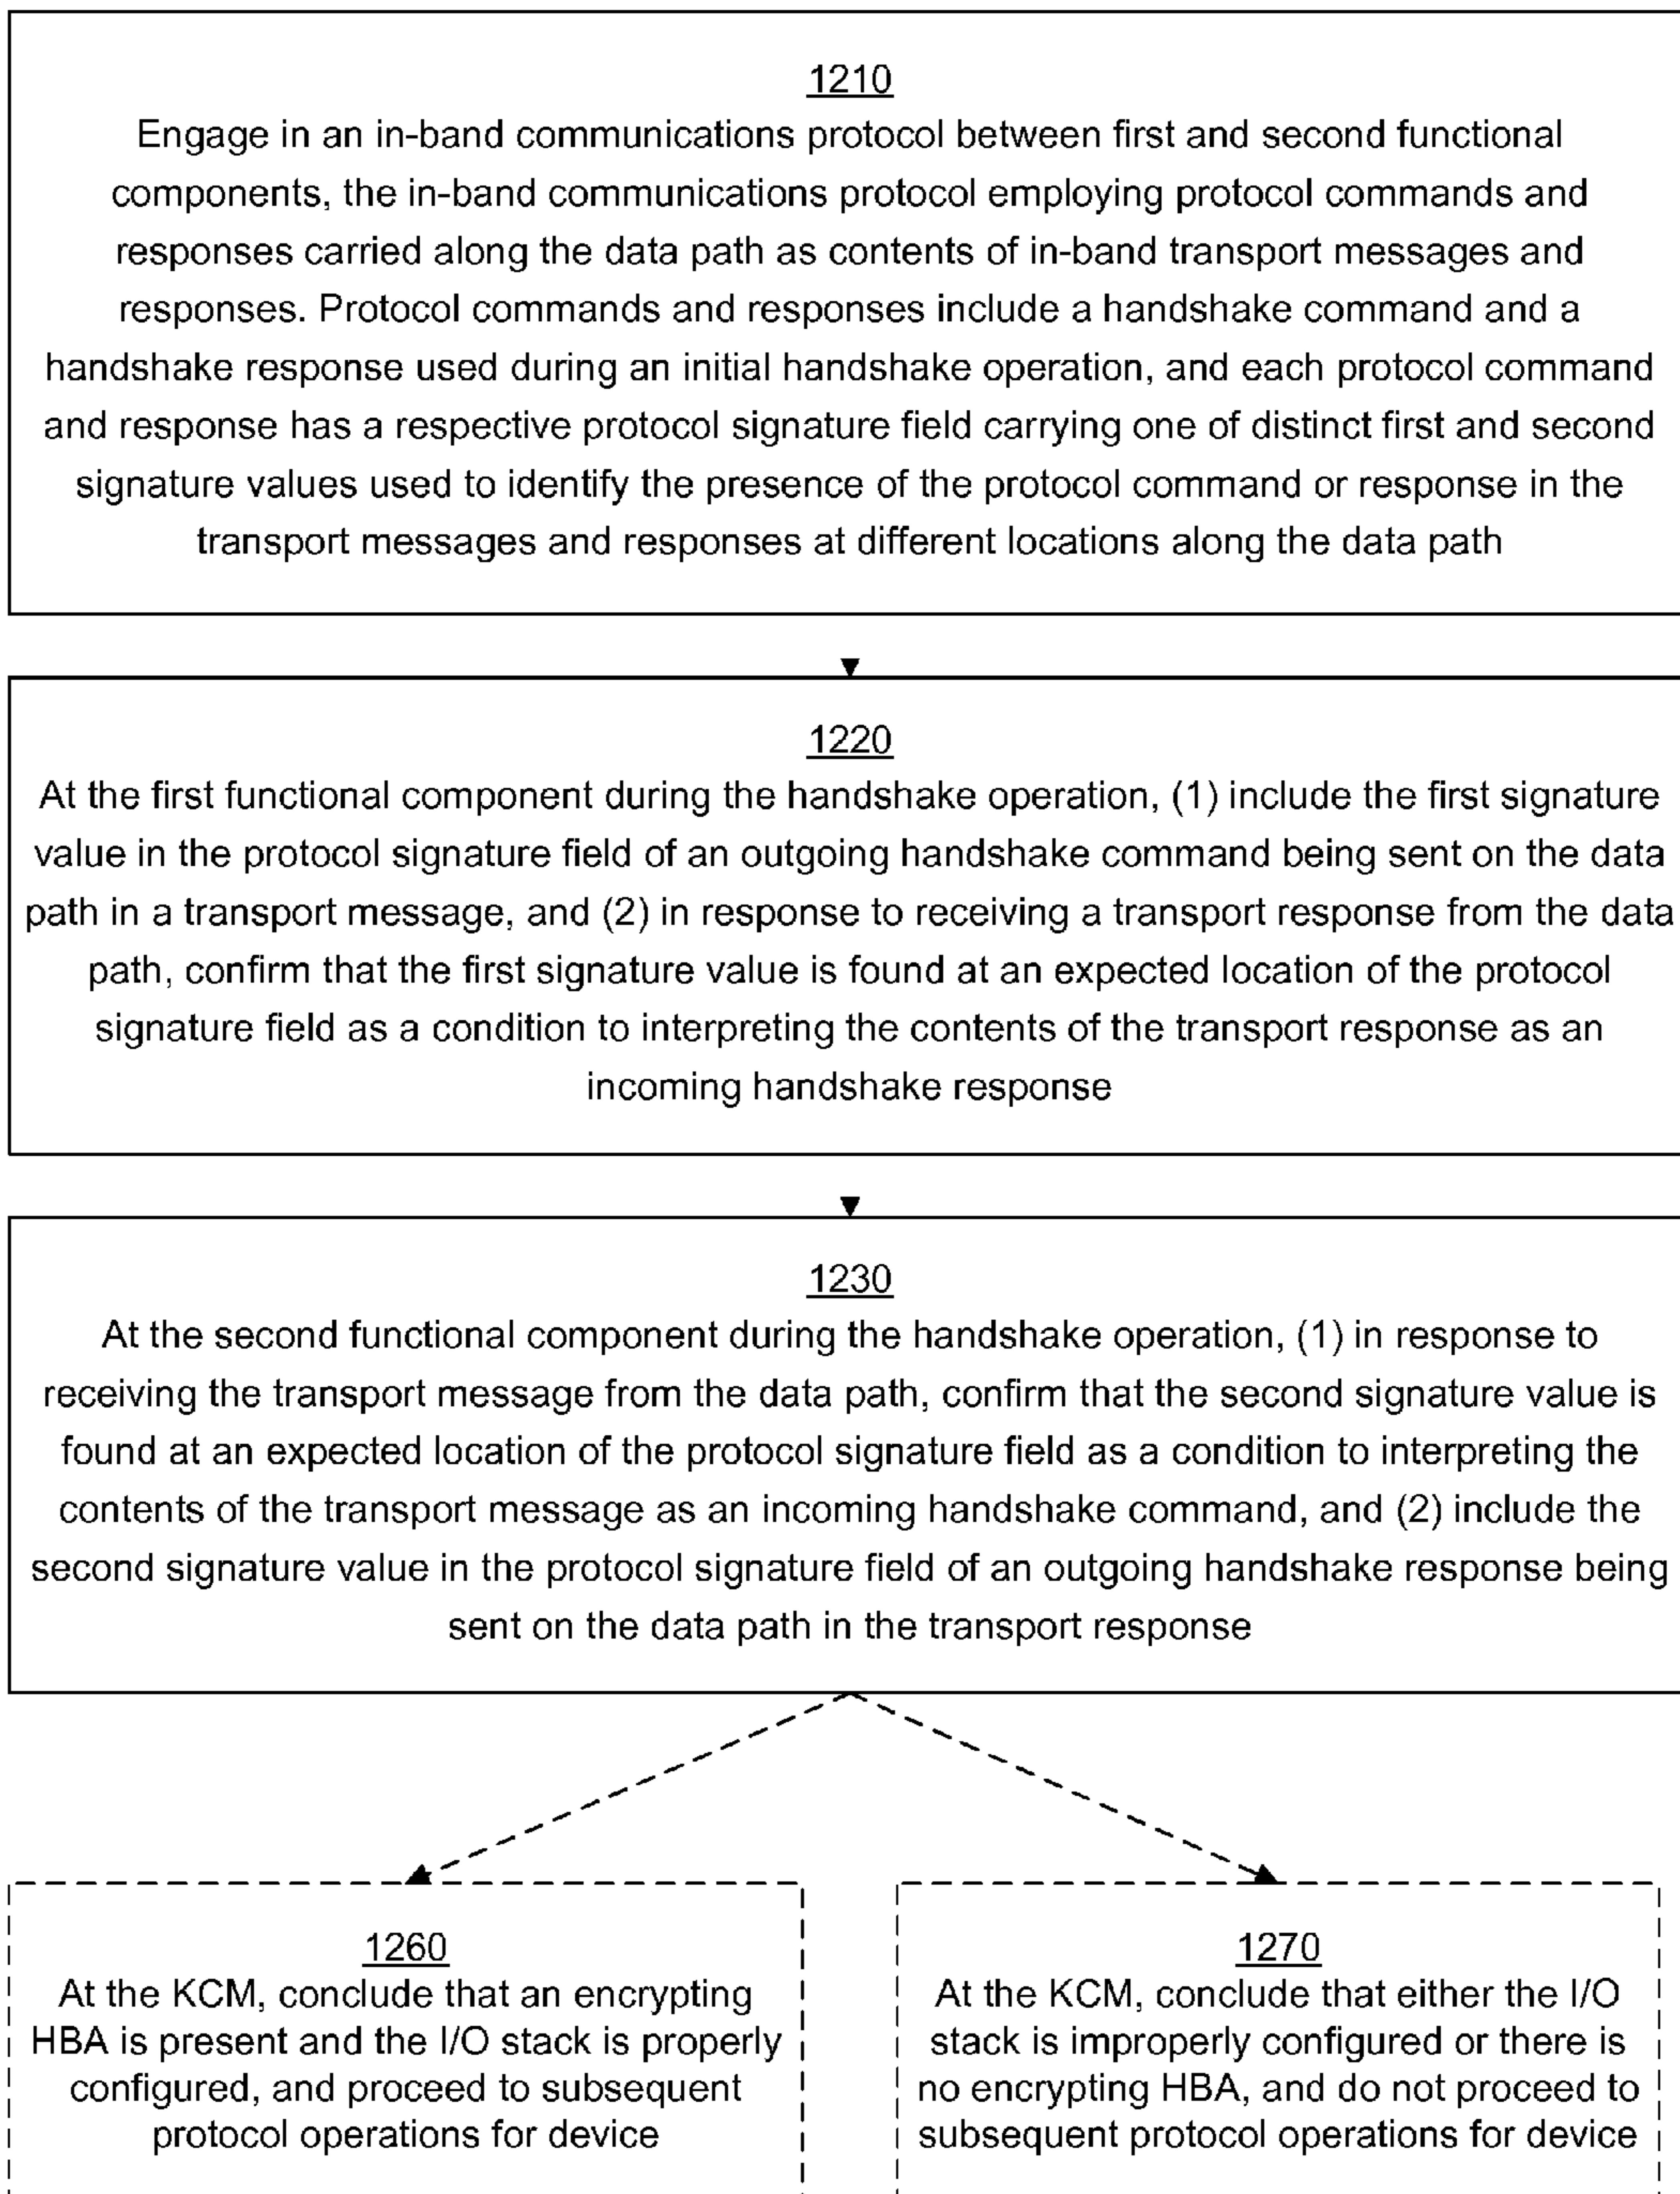 1210
Engage in an in-band communications protocol between first and second functional
components, the in-band communications protocol employing protocol commands and
responses carried along the data path as contents of in-band transport messages and
responses. Protocol commands and responses include a handshake command and a
handshake response used during an initial handshake operation, and each protocol command
and response has a respective protocol signature field carrying one of distinct first and second
signature values used to identify the presence of the protocol command or response in the
transport messages and responses at different locations along the data path
1220
At the first functional component during the handshake operation, (1) include the first signature
value in the protocol signature field of an outgoing handshake command being sent on the data
path in a transport message, and (2) in response to receiving a transport response from the data
path, confirm that the first signature value is found at an expected location of the protocol
signature field as a condition to interpreting the contents of the transport response as an
incoming handshake response
1230
At the second functional component during the handshake operation, (1) in response to
receiving the transport message from the data path, confirm that the second signature value is
found at an expected location of the protocol signature field as a condition to interpreting the
contents of the transport message as an incoming handshake command, and (2) include the
second signature value in the protocol signature field of an outgoing handshake response being
sent on the data path in the transport response
1260
At the KCM, conclude that an encrypting
HBA is present and the I/O stack is properly
configured, and proceed to subsequent
protocol operations for device
1270
At the KCM, conclude that either the I/O
stack is improperly configured or there is
no encrypting HBA, and do not proceed to
subsequent protocol operations for device